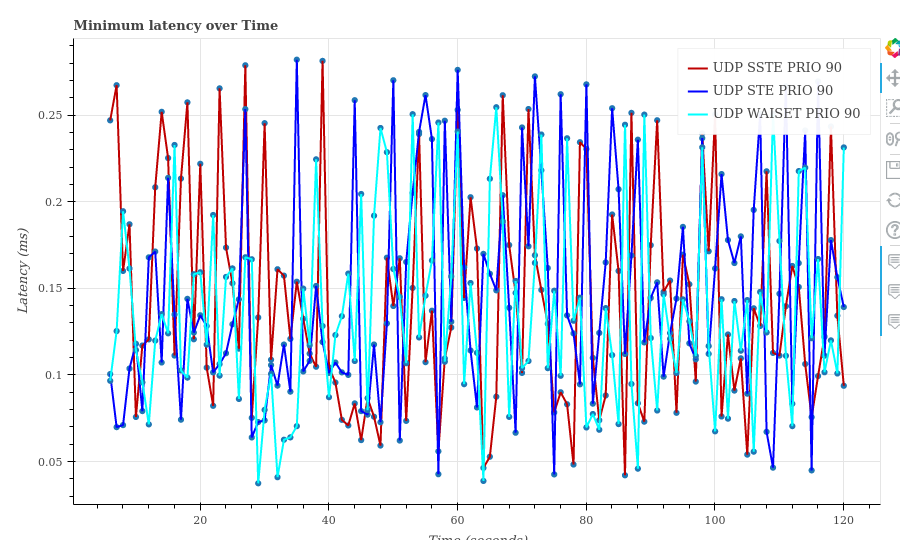 Minimum latency over Time
UDP SSTE PRIO 90
UDP STE PRIO 90
UDP WAISET PRIO 90
Latency (ms)
0.25
0.2
0.15
0.1
0.05
20
40
60
80
100
120
Time (seconds)